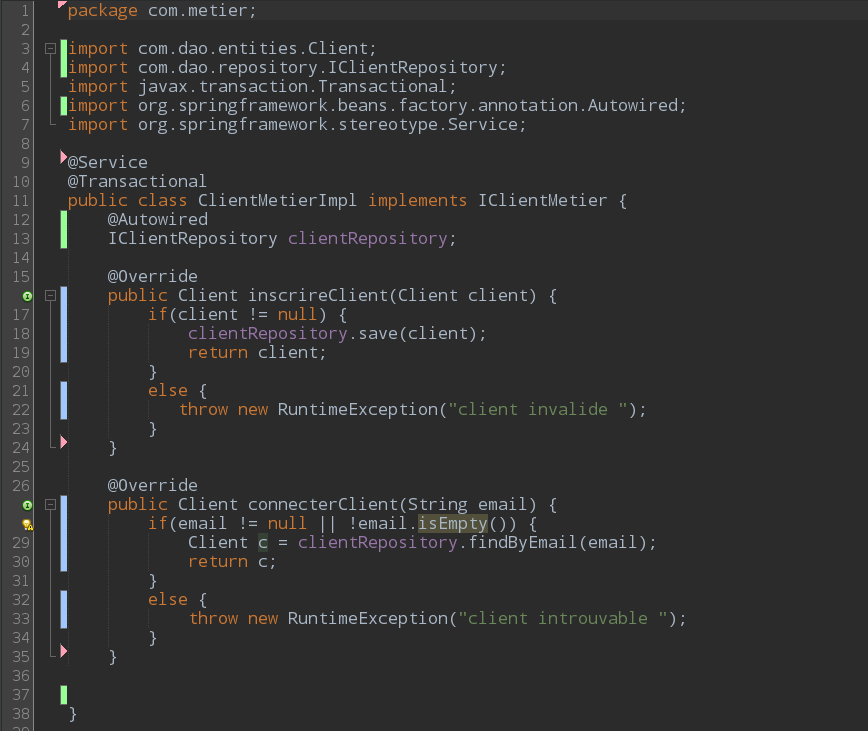 1 package com.metier;
2
3 import com.dao.entities.Client;
4 import com.dao.repository.IClientRepository;
5 import javax.transaction.Transactional;
6 import org.springframework.beans.factory.annotation.Autowired;
7 import org.springframework.stereotype.Service;
8
9 @Service
10 @Transactional
11 public class ClientMetierImpl implements IClientMetier {
12     @Autowired
13     IClientRepository clientRepository;
14
15     @Override
    public Client inscrireClient(Client client) {
17         if(client != null) {
18             clientRepository.save(client);
19             return client;
20         }
21         else {
22            throw new RuntimeException("client invalide ");
23         }
24     }
25
26     @Override
    public Client connecterClient(String email) {
        if(email != null || !email.isEmpty()) {
29             Client c = clientRepository.findByEmail(email);
30             return c;
31         }
32         else {
33             throw new RuntimeException("client introuvable ");
34         }
35     }
36
37
38 }